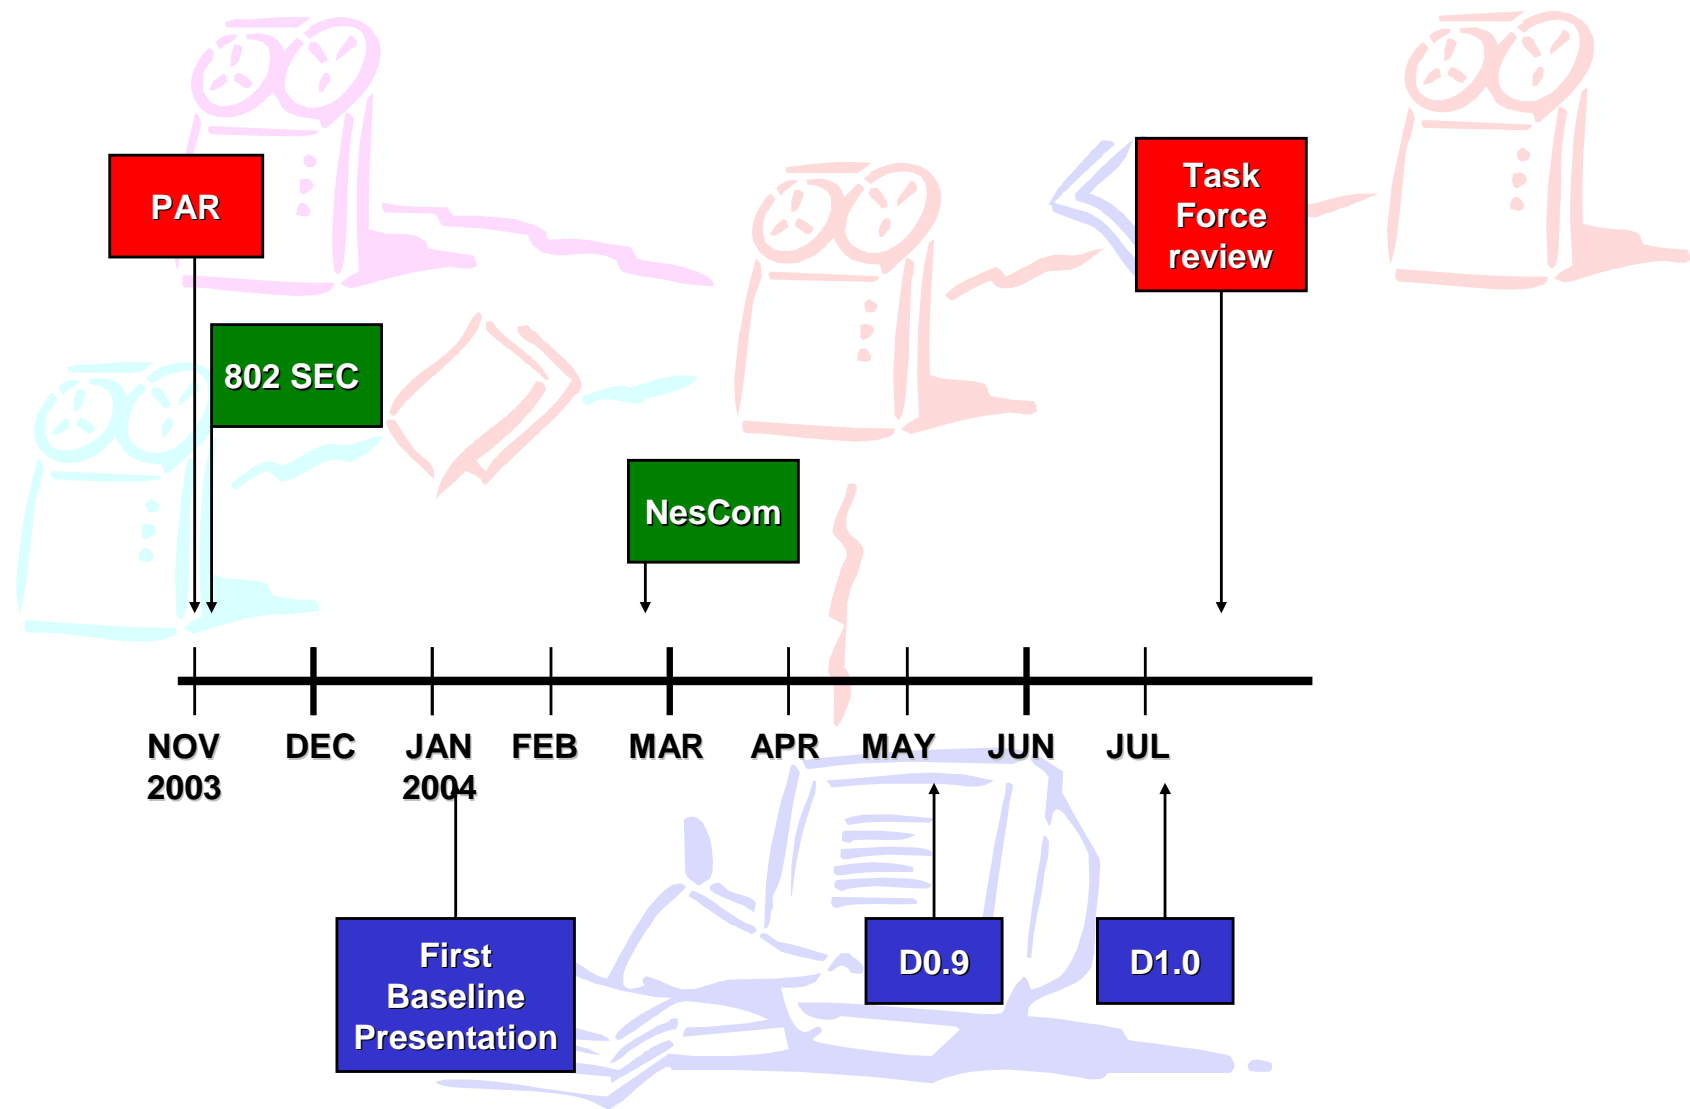 PAR
Task
Force
review
802 SEC
NesCom
NOV
2003
DEC
JAN
2004
FEB
MAR
APR
MAY
JUN
JUL
First
Baseline
Presentation
D0.9
D1.0